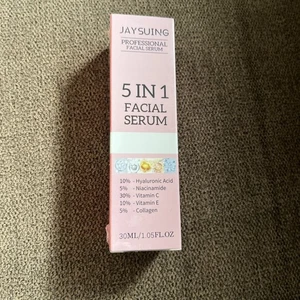 JAYSUING
PROFESSIONAL
FACIAL SERUM
5 IN 1
FACIAL
SERUM
10% - Hyaluronic Acid
5% - Niacinamide
30% - Vitamin C
10% - Vitamin E
5% - Collagen
30ML/1.05FL.OZ